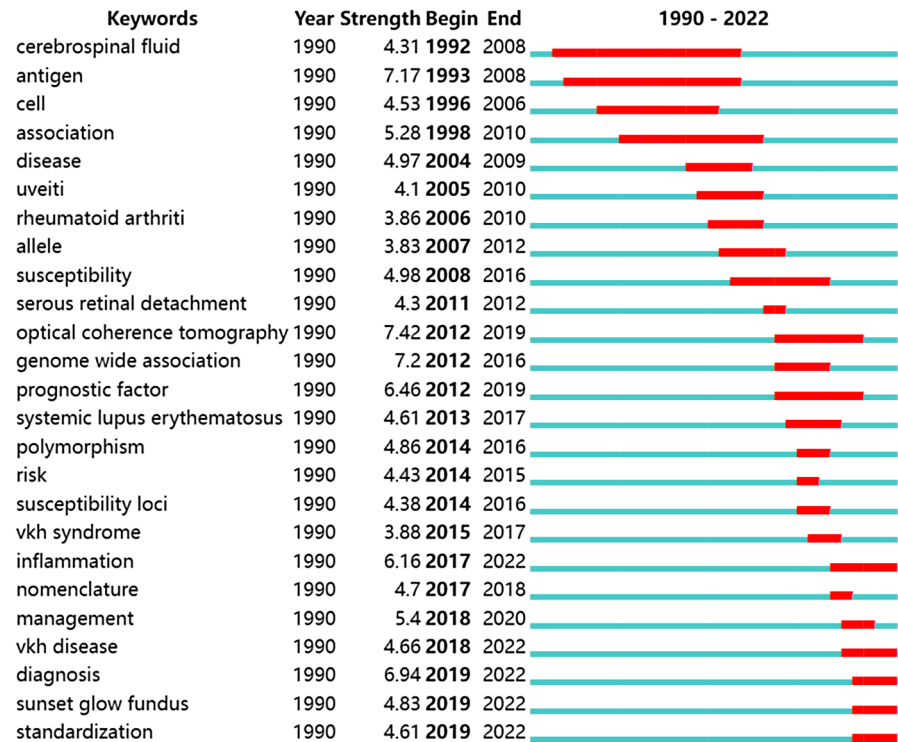 Keywords Year Strength Begin End 1990 - 2022
cerebrospinal fluid 1990 4.31 1992 2008
antigen 1990 7.17 1993 2008
cell 1990 4.53 1996 2006
association 1990 5.28 1998 2010
disease 1990 4.97 2004 2009
uveiti 1990 4.1 2005 2010
rheumatoid arthriti 1990 3.86 2006 2010
allele 1990 3.83 2007 2012
susceptibility 1990 4.98 2008 2016
serous retinal detachment 1990 4.3 2011 2012
optical coherence tomography 1990 7.42 2012 2019
genome wide association 1990 7.2 2012 2016
prognostic factor 1990 6.46 2012 2019
systemic lupus erythematosus 1990 4.61 2013 2017
polymorphism 1990 4.86 2014 2016
risk 1990 4.43 2014 2015
susceptibility loci 1990 4.38 2014 2016
vkh syndrome 1990 3.88 2015 2017
inflammation 1990 6.16 2017 2022
nomenclature 1990 4.7 2017 2018
management 1990 5.4 2018 2020
vkh disease 1990 4.66 2018 2022
diagnosis 1990 6.94 2019 2022
sunset glow fundus 1990 4.83 2019 2022
standardization 1990 4.61 2019 2022